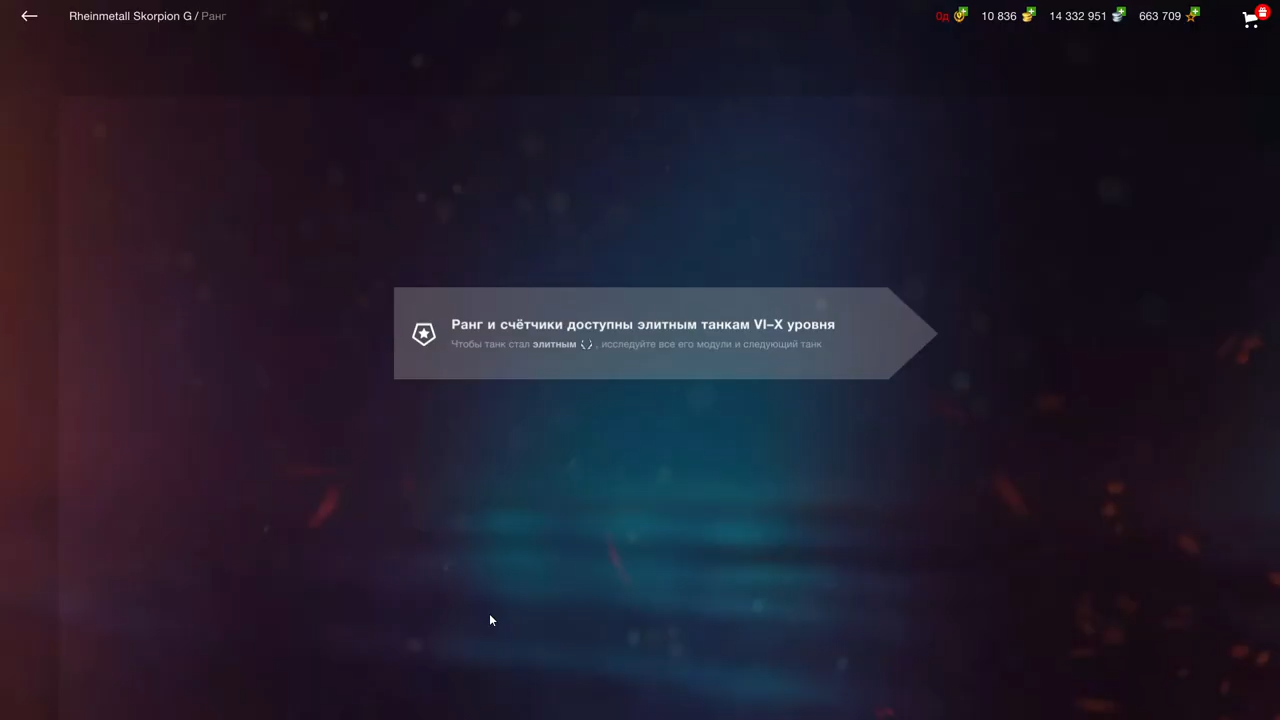 Rheinmetall Skorpion G / Ранг
0д 10 836 14 332 951 663 709
Ранг и счётчики доступны элитным танкам VI–X уровня
Чтобы танк стал элитным , исследуйте все его модули и следующий танк